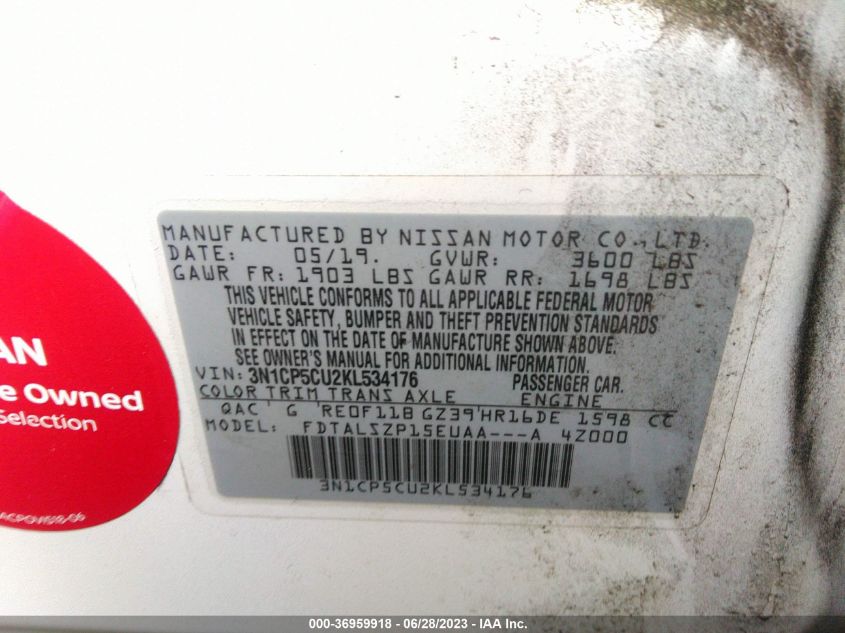 MANUFACTURED BY NISSAN MOTOR CO., LTD.
DATE: 05/19. GVWR: 3600 LBS
GAWR FR: 1903 LBS GAWR RR: 1698 LBS
THIS VEHICLE CONFORMS TO ALL APPLICABLE FEDERAL MOTOR
VEHICLE SAFETY, BUMPER AND THEFT PREVENTION STANDARDS
IN EFFECT ON THE DATE OF MANUFACTURE SHOWN ABOVE.
SEE OWNER'S MANUAL FOR ADDITIONAL INFORMATION.
VIN: 3N1CP5CU2KL534176 PASSENGER CAR.
COLOR TRIM TRANS AXLE ENGINE
QAC G RE0F11B GZ39 HR16DE 1598 CC
MODEL: FDTALSZP15EUAA---A 4Z000
3N1CP5CU2KL534176
AN
e Owned
Selection
ACPOV618-06
000-36959918 - 06/28/2023 - IAA Inc.